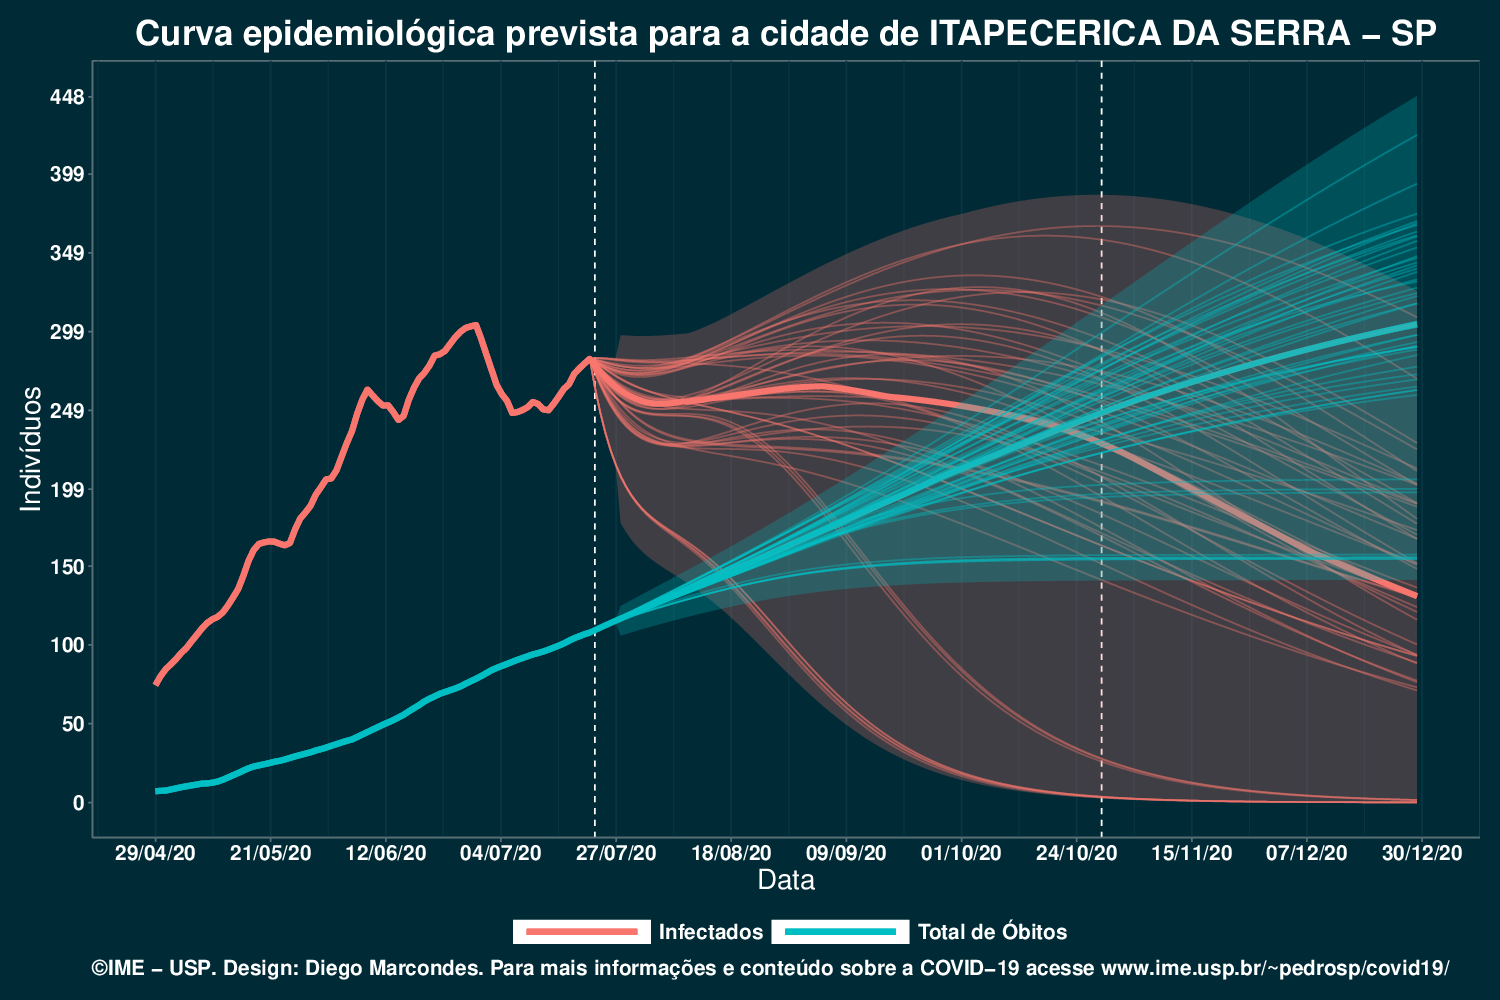 Curva epidemiológica prevista para a cidade de ITAPECERICA DA SERRA – SP
448
399
349
299
249
199
150
100
50
0
Indivíduos
29/04/20 21/05/20 12/06/20 04/07/20 27/07/20 18/08/20 09/09/20 01/10/20 24/10/20 15/11/20 07/12/20 30/12/20
Data
Infectados Total de Óbitos
©IME – USP. Design: Diego Marcondes. Para mais informações e conteúdo sobre a COVID–19 acesse www.ime.usp.br/~pedrosp/covid19/